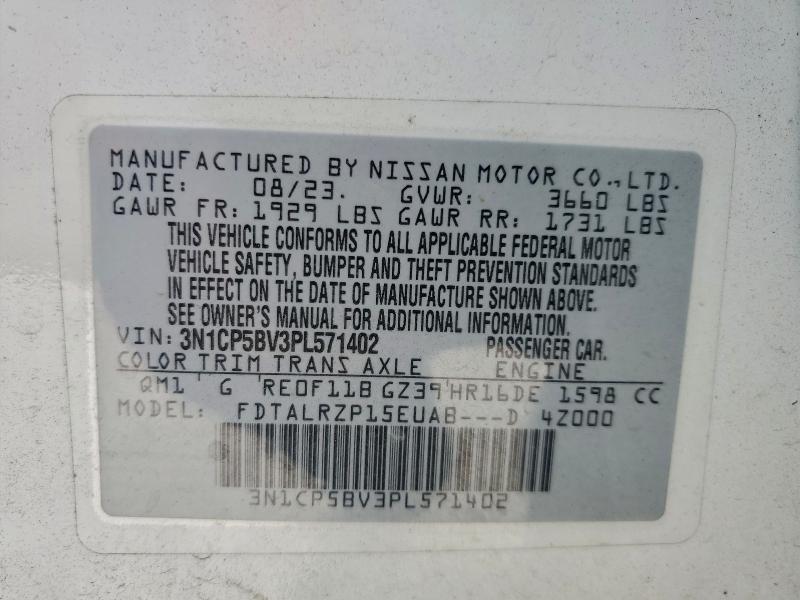 MANUFACTURED BY NISSAN MOTOR CO., LTD.
DATE: 08/23. GVWR: 3660 LBS
GAWR FR: 1929 LBS GAWR RR: 1731 LBS
THIS VEHICLE CONFORMS TO ALL APPLICABLE FEDERAL MOTOR
VEHICLE SAFETY, BUMPER AND THEFT PREVENTION STANDARDS
IN EFFECT ON THE DATE OF MANUFACTURE SHOWN ABOVE.
SEE OWNER'S MANUAL FOR ADDITIONAL INFORMATION.
VIN: 3N1CP5BV3PL571402 PASSENGER CAR.
COLOR TRIM TRANS AXLE ENGINE
QM1 G RE0F11B GZ39 HR16DE 1598 CC
MODEL: FDTALRZP15EUAB---D 4Z000
3N1CP5BV3PL571402